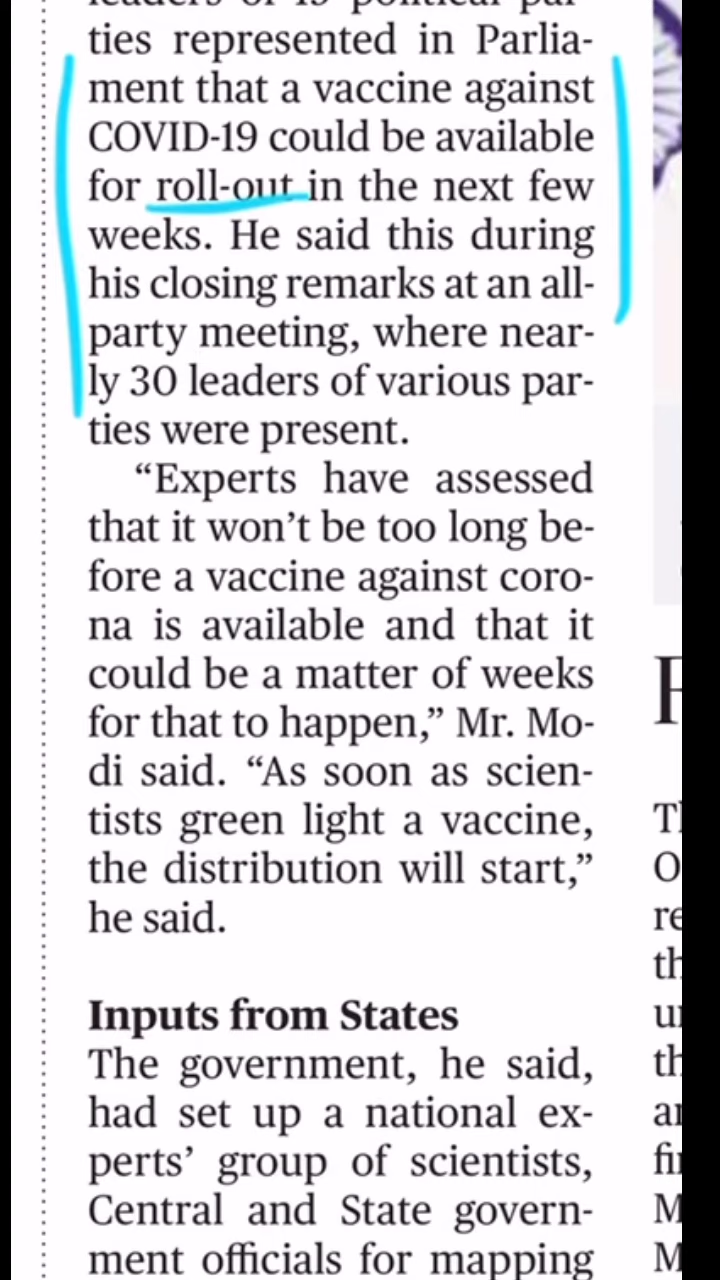 ties represented in Parlia-
ment that a vaccine against
COVID-19 could be available
for roll-out in the next few
weeks. He said this during
his closing remarks at an all-
party meeting, where near-
ly 30 leaders of various par-
ties were present.
“Experts have assessed
that it won’t be too long be-
fore a vaccine against coro-
na is available and that it
could be a matter of weeks
for that to happen,” Mr. Mo-
di said. “As soon as scien-
tists green light a vaccine,
the distribution will start,”
he said.
Inputs from States
The government, he said,
had set up a national ex-
perts’ group of scientists,
Central and State govern-
ment officials for mapping